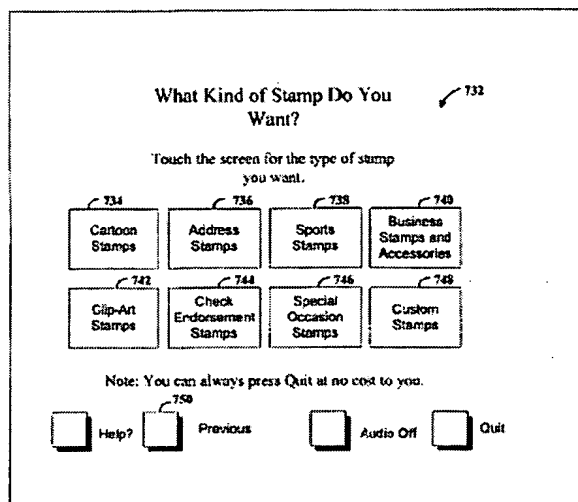 What Kind of Stamp Do You
Want?
732
Touch the screen for the type of stamp
you want.
734
736
738
740
Cartoon
Stamps
Address
Stamps
Sports
Stamps
Business
Stamps and
Accessories
742
744
746
748
Clip-Art
Stamps
Check
Endorsement
Stamps
Special
Occasion
Stamps
Custom
Stamps
Note: You can always press Quit at no cost to you.
750
Help?
Previous
Audio Off
Quit